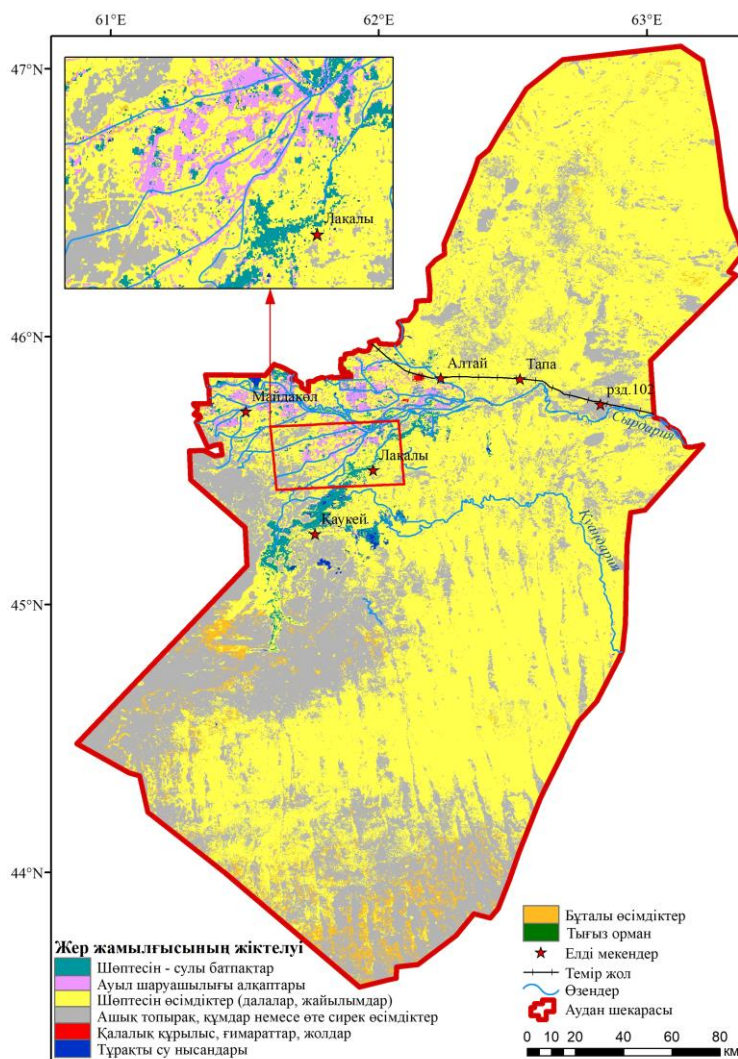 61°E 62°E 63°E
47°N
Лакалы
46°N
Алтай
Тапа
рзд.102
Майдакөл
Сырдария
Лакалы
Қаукей
Куандария
45°N
44°N
Жер жамылғысының жіктелуі
Шөптесін - сулы батпақтар
Ауыл шаруашылығы алқаптары
Шөптесін өсімдіктер (далалар, жайылымдар)
Ашық топырақ, құмдар немесе өте сирек өсімдіктер
Қалалық құрылыс, ғимараттар, жолдар
Тұрақты су нысандары
Бұталы өсімдіктер
Тығыз орман
Елді мекендер
Темір жол
Өзендер
Аудан шекарасы
0 10 20 40 60 80
км